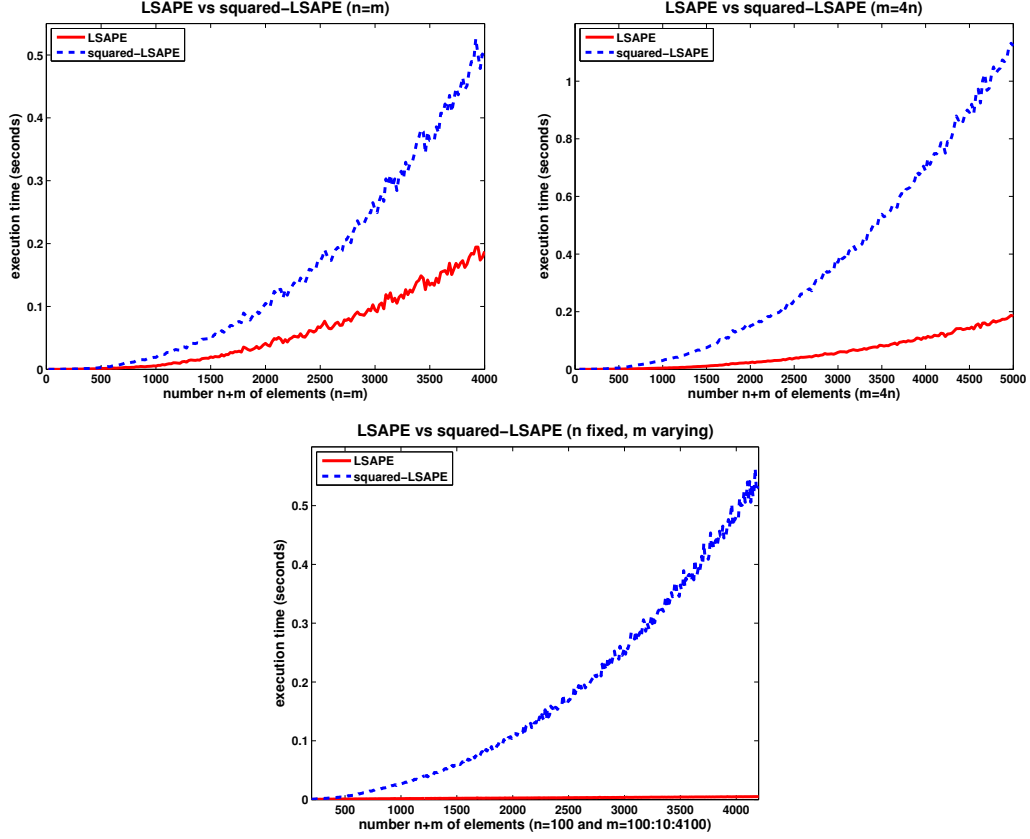 LSAPE vs squared−LSAPE (n=m)
LSAPE
squared−LSAPE
execution time (seconds)
0.5
0.4
0.3
0.2
0.1
0
0 500 1000 1500 2000 2500 3000 3500 4000
number n+m of elements (n=m)
LSAPE vs squared−LSAPE (m=4n)
LSAPE
squared−LSAPE
execution time (seconds)
1
0.8
0.6
0.4
0.2
0
0 500 1000 1500 2000 2500 3000 3500 4000 4500 5000
number n+m of elements (m=4n)
LSAPE vs squared−LSAPE (n fixed, m varying)
LSAPE
squared−LSAPE
execution time (seconds)
0.5
0.4
0.3
0.2
0.1
0
500 1000 1500 2000 2500 3000 3500 4000
number n+m of elements (n=100 and m=100:10:4100)